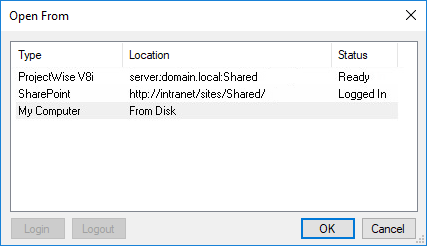 Open From
Type Location Status
ProjectWise V8i server:domain.local:Shared Ready
SharePoint http://intranet/sites/Shared/ Logged In
My Computer From Disk
Login Logout OK Cancel